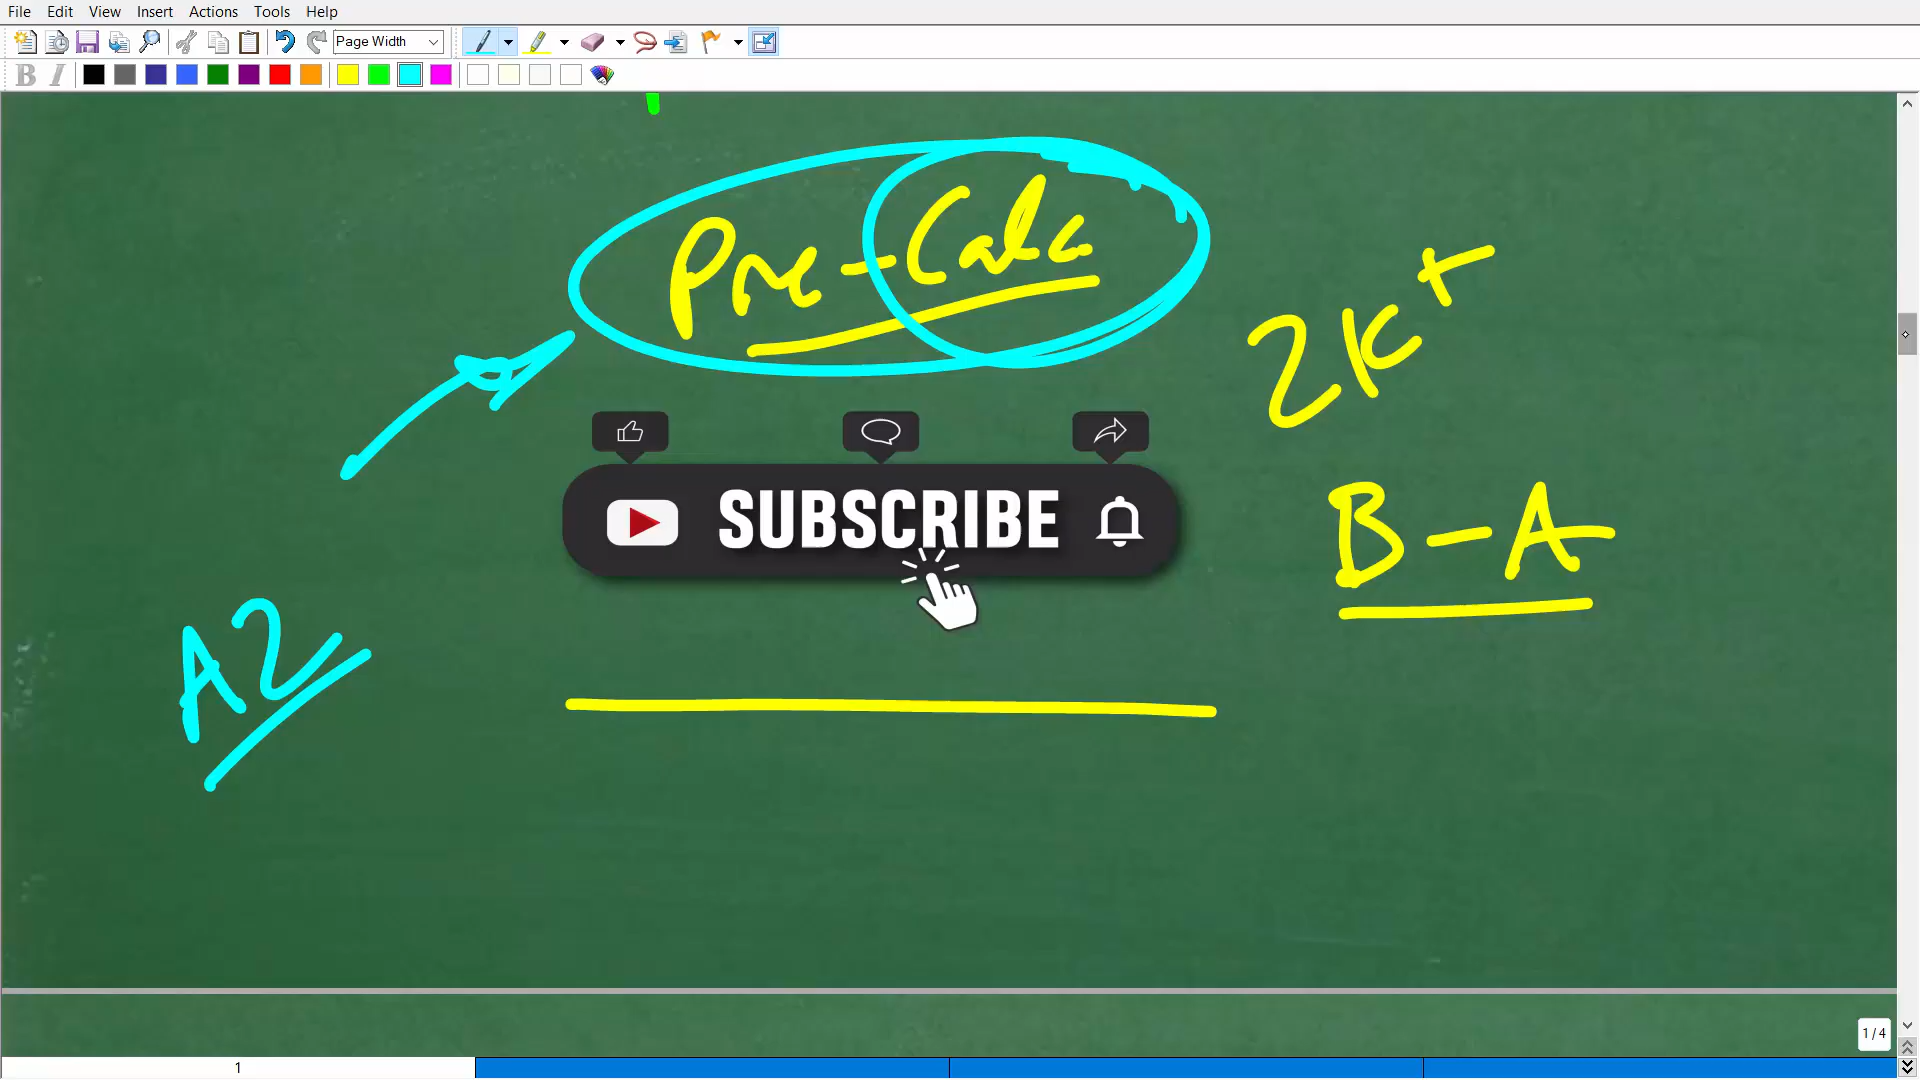 File Edit View Insert Actions Tools Help
Page Width
B I
Pre-Calc
2K+
SUBSCRIBE
B-A
A2
1 / 4
1